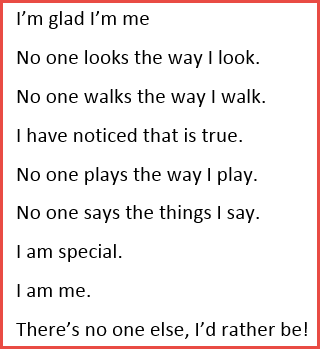 I’m glad I’m me
No one looks the way I look.
No one walks the way I walk.
I have noticed that is true.
No one plays the way I play.
No one says the things I say.
I am special.
I am me.
There’s no one else, I’d rather be!